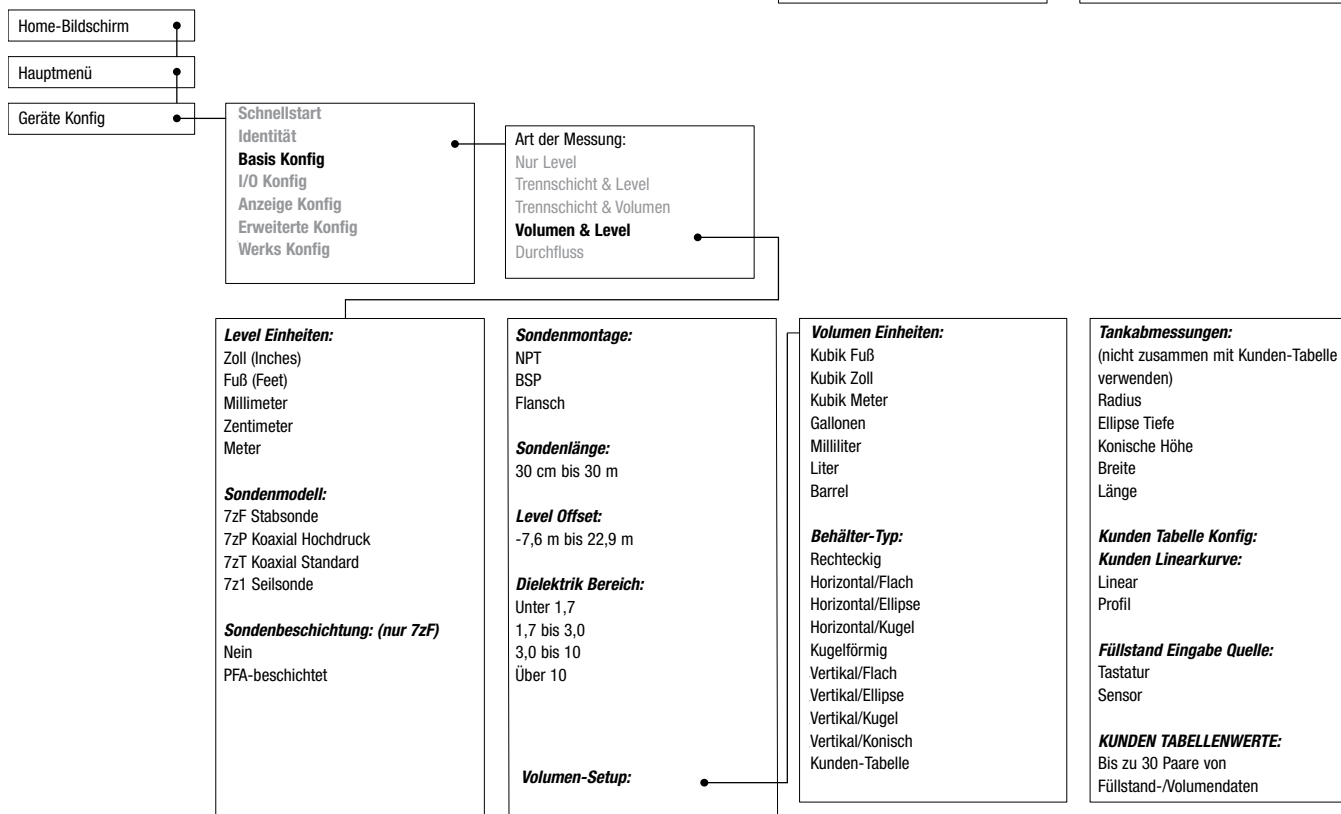 Home-Bildschirm
Hauptmenü
Geräte Konfig
Schnellstart
Identität
Basis Konfig
I/O Konfig
Anzeige Konfig
Erweiterte Konfig
Werks Konfig
Art der Messung:
Nur Level
Trennschicht & Level
Trennschicht & Volumen
Volumen & Level
Durchfluss
Level Einheiten:
Zoll (Inches)
Fuß (Feet)
Millimeter
Zentimeter
Meter
Sondenmodell:
7zF Stabsonde
7zP Koaxial Hochdruck
7zT Koaxial Standard
7z1 Seilsonde
Sondenbeschichtung: (nur 7zF)
Nein
PFA-beschichtet
Sondenmontage:
NPT
BSP
Flansch
Sondenlänge:
30 cm bis 30 m
Level Offset:
-7,6 m bis 22,9 m
Dielektrik Bereich:
Unter 1,7
1,7 bis 3,0
3,0 bis 10
Über 10
Volumen-Setup:
Volumen Einheiten:
Kubik Fuß
Kubik Zoll
Kubik Meter
Gallonen
Milliliter
Liter
Barrel
Behälter-Typ:
Rechteckig
Horizontal/Flach
Horizontal/Ellipse
Horizontal/Kugel
Kugelförmig
Vertikal/Flach
Vertikal/Ellipse
Vertikal/Kugel
Vertikal/Konisch
Kunden-Tabelle
Tankabmessungen:
(nicht zusammen mit Kunden-Tabelle
verwenden)
Radius
Ellipse Tiefe
Konische Höhe
Breite
Länge
Kunden Tabelle Konfig:
Kunden Linearkurve:
Linear
Profil
Füllstand Eingabe Quelle:
Tastatur
Sensor
KUNDEN TABELLENWERTE:
Bis zu 30 Paare von
Füllstand-/Volumendaten